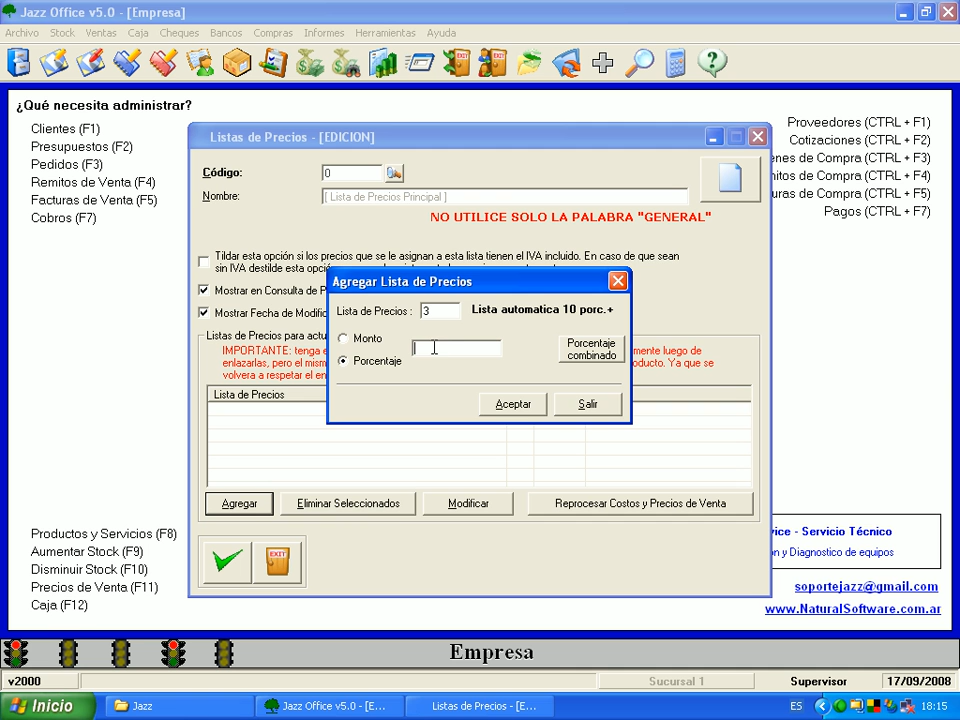 Jazz Office v5.0 - [Empresa]
Archivo Stock Ventas Caja Cheques Bancos Compras Informes Herramientas Ayuda
¿Qué necesita administrar?
Clientes (F1)
Presupuestos (F2)
Pedidos (F3)
Remitos de Venta (F4)
Facturas de Venta (F5)
Cobros (F7)
Proveedores (CTRL + F1)
Cotizaciones (CTRL + F2)
enes de Compra (CTRL + F3)
mitos de Compra (CTRL + F4)
uras de Compra (CTRL + F5)
Pagos (CTRL + F7)
Listas de Precios - [EDICION]
Código: 0
Nombre: [ Lista de Precios Principal ]
NO UTILICE SOLO LA PALABRA "GENERAL"
Tildar esta opción si los precios que se le asignan a esta lista tienen el IVA incluido. En caso de que sean
sin IVA destilde esta opci
Mostrar en Consulta de P
Mostrar Fecha de Modific
Listas de Precios para actu
IMPORTANTE: tenga e
enlazarlas, pero el mism
volvera a respetar el en
mente luego de
oducto. Ya que se
Lista de Precios
Agregar Lista de Precios
Lista de Precios : 3 Lista automatica 10 porc.+
Monto
Porcentaje
Porcentaje
combinado
Aceptar Salir
Agregar Eliminar Seleccionados Modificar Reprocesar Costos y Precios de Venta
EXIT
Productos y Servicios (F8)
Aumentar Stock (F9)
Disminuir Stock (F10)
Precios de Venta (F11)
Caja (F12)
vice - Servicio Técnico
on y Diagnostico de equipos
soportejazz@gmail.com
www.NaturalSoftware.com.ar
Empresa
v2000 Sucursal 1 Supervisor 17/09/2008
Inicio Jazz Jazz Office v5.0 - [E... Listas de Precios - [E... ES 18:15